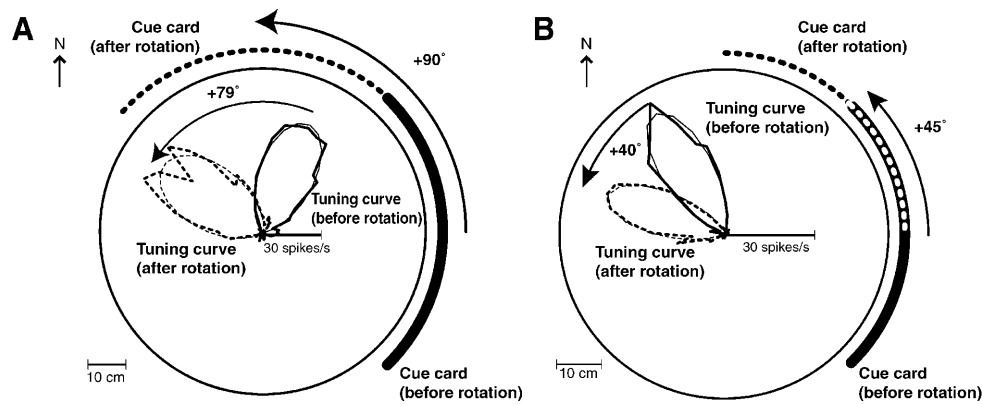 A
N
Cue card
(after rotation)
+90°
+79°
Tuning curve
(before rotation)
30 spikes/s
Tuning curve
(after rotation)
10 cm
Cue card
(before rotation)
B
N
Cue card
(after rotation)
Tuning curve
(before rotation)
+45°
+40°
30 spikes/s
Tuning curve
(after rotation)
10 cm
Cue card
(before rotation)